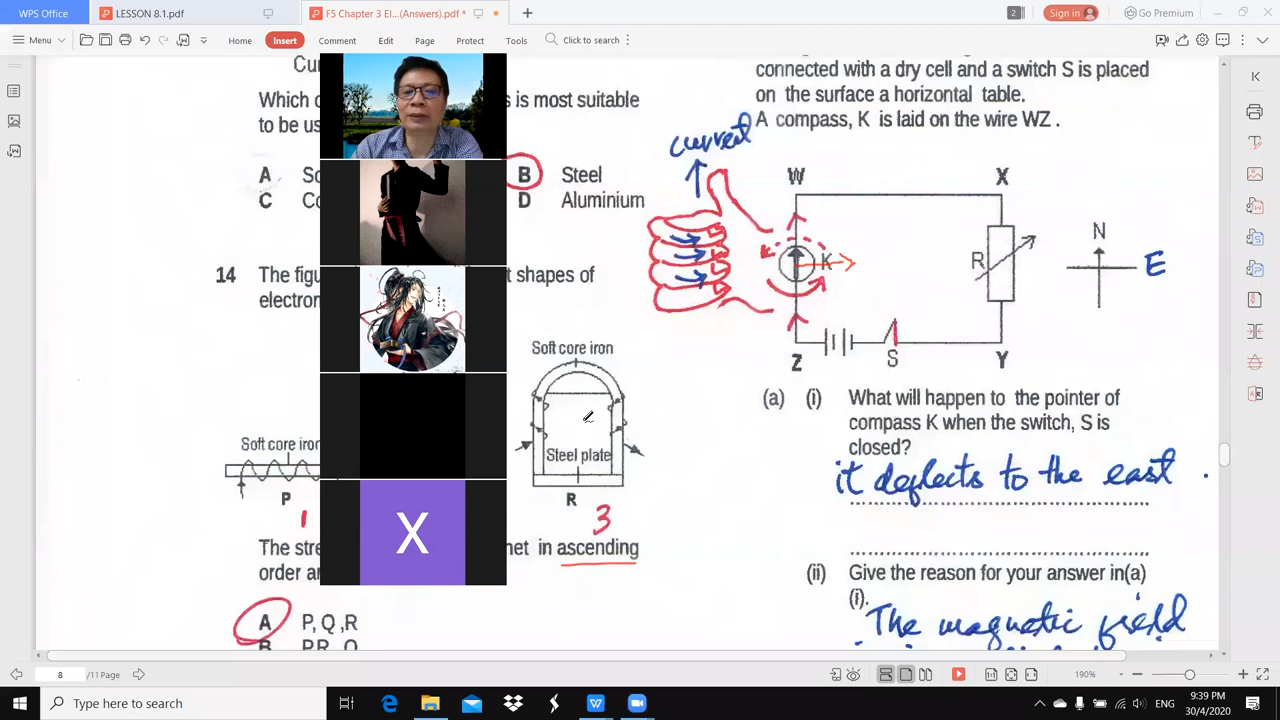 WPS Office
LESSON 8.1.pdf
F5 Chapter 3 El...(Answers).pdf *
2
Sign in
Go Premium
Menu
Home
Insert
Comment
Edit
Page
Protect
Tools
Click to search
is most suitable
to be us
A
B Steel
C
D Aluminium
14 The figu
shapes of
electron
Soft core iron
Soft core iron
Steel plate
P
R
1
3
The stre
net in ascending
order ar
A P, Q ,R
B PR, Q
connected with a dry cell and a switch S is placed
on the surface a horizontal table.
A compass, K is laid on the wire WZ .
current
W
X
K
R
N
E
Z
S
Y
(a) (i) What will happen to the pointer of
compass K when the switch, S is
closed?
it deflects to the east .
(ii) Give the reason for your answer in(a)
(i).
The magnetic field
X
8 /11 Page
190%
Type here to search
ENG
9:39 PM
30/4/2020